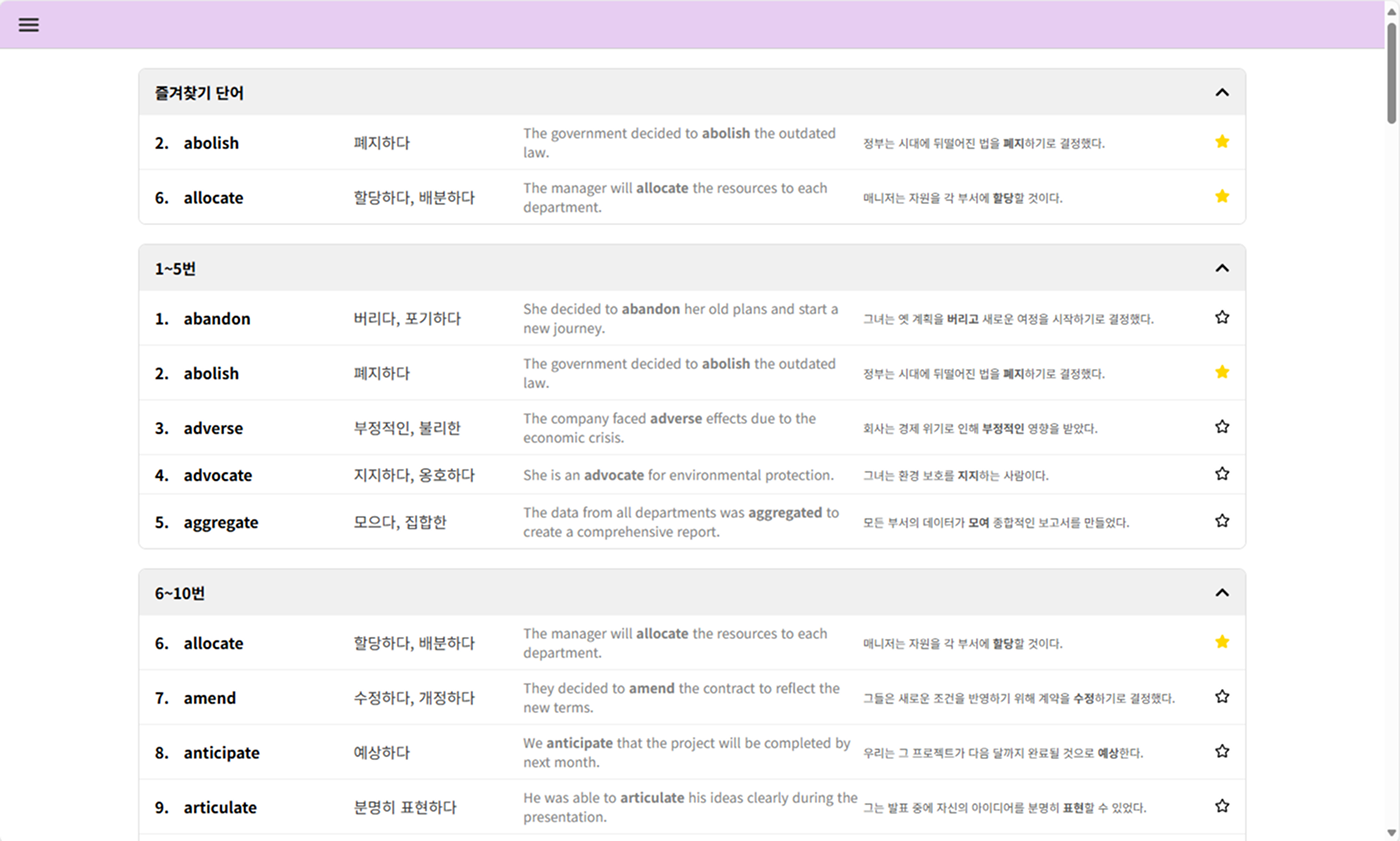 즐겨찾기 단어
2. abolish 폐지하다 The government decided to abolish the outdated
law. 정부는 시대에 뒤떨어진 법을 폐지하기로 결정했다.
6. allocate 할당하다, 배분하다 The manager will allocate the resources to each
department. 매니저는 자원을 각 부서에 할당할 것이다.
1~5번
1. abandon 버리다, 포기하다 She decided to abandon her old plans and start a
new journey. 그녀는 옛 계획을 버리고 새로운 여정을 시작하기로 결정했다.
2. abolish 폐지하다 The government decided to abolish the outdated
law. 정부는 시대에 뒤떨어진 법을 폐지하기로 결정했다.
3. adverse 부정적인, 불리한 The company faced adverse effects due to the
economic crisis. 회사는 경제 위기로 인해 부정적인 영향을 받았다.
4. advocate 지지하다, 옹호하다 She is an advocate for environmental protection. 그녀는 환경 보호를 지지하는 사람이다.
5. aggregate 모으다, 집합한 The data from all departments was aggregated to
create a comprehensive report. 모든 부서의 데이터가 모여 종합적인 보고서를 만들었다.
6~10번
6. allocate 할당하다, 배분하다 The manager will allocate the resources to each
department. 매니저는 자원을 각 부서에 할당할 것이다.
7. amend 수정하다, 개정하다 They decided to amend the contract to reflect the
new terms. 그들은 새로운 조건을 반영하기 위해 계약을 수정하기로 결정했다.
8. anticipate 예상하다 We anticipate that the project will be completed by
next month. 우리는 그 프로젝트가 다음 달까지 완료될 것으로 예상한다.
9. articulate 분명히 표현하다 He was able to articulate his ideas clearly during the
presentation. 그는 발표 중에 자신의 아이디어를 분명히 표현할 수 있었다.